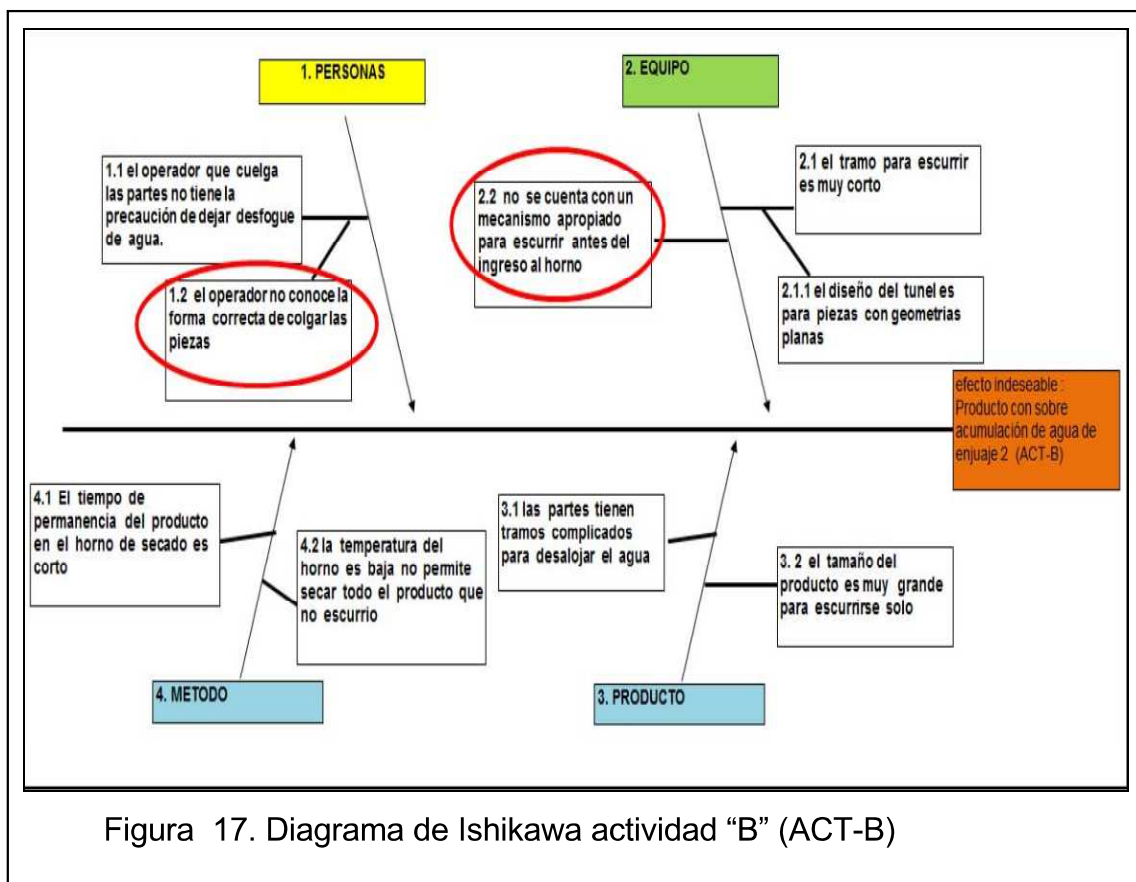 1. PERSONAS
2. EQUIPO
1.1 el operador que cuelga
las partes no tiene la
precaución de dejar desfogue
de agua.
1.2 el operador no conoce la
forma correcta de colgar las
piezas
2.2 no se cuenta con un
mecanismo apropiado
para escurrir antes del
ingreso al horno
2.1 el tramo para escurrir
es muy corto
2.1.1 el diseño del tunel es
para piezas con geometrias
planas
efecto indeseable :
Producto con sobre
acumulación de agua de
enjuaje 2 (ACT-B)
4.1 El tiempo de
permanencia del producto
en el horno de secado es
corto
4.2 la temperatura del
horno es baja no permite
secar todo el producto que
no escurrio
3.1 las partes tienen
tramos complicados
para desalojar el agua
3. 2 el tamaño del
producto es muy grande
para escurrirse solo
4. METODO
3. PRODUCTO
Figura 17. Diagrama de Ishikawa actividad “B” (ACT-B)